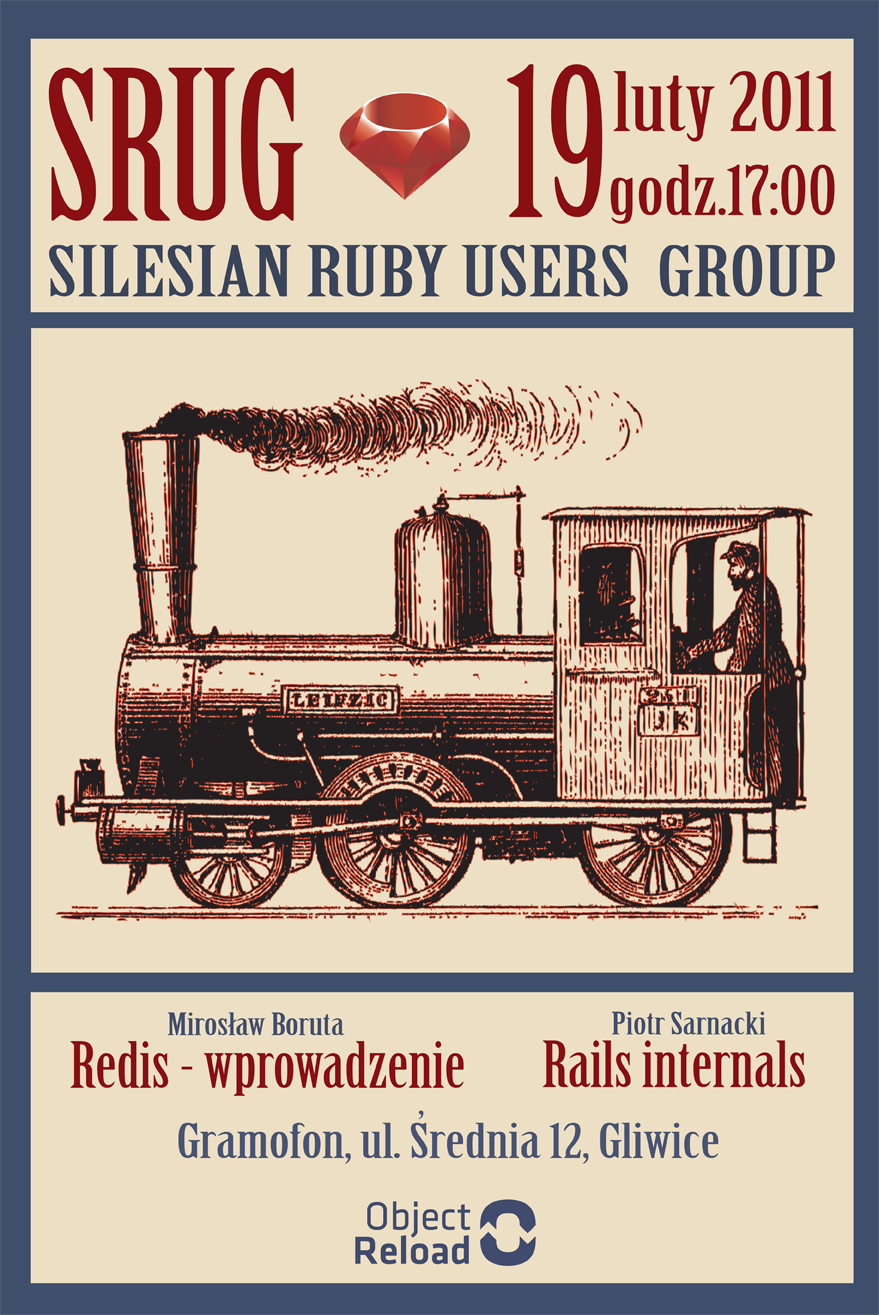 SRUG
19 luty 2011
godz.17:00
SILESIAN RUBY USERS GROUP
LEIPZIG
J K
Mirosław Boruta
Redis - wprowadzenie
Piotr Sarnacki
Rails internals
Gramofon, ul. Średnia 12, Gliwice
Object
Reload